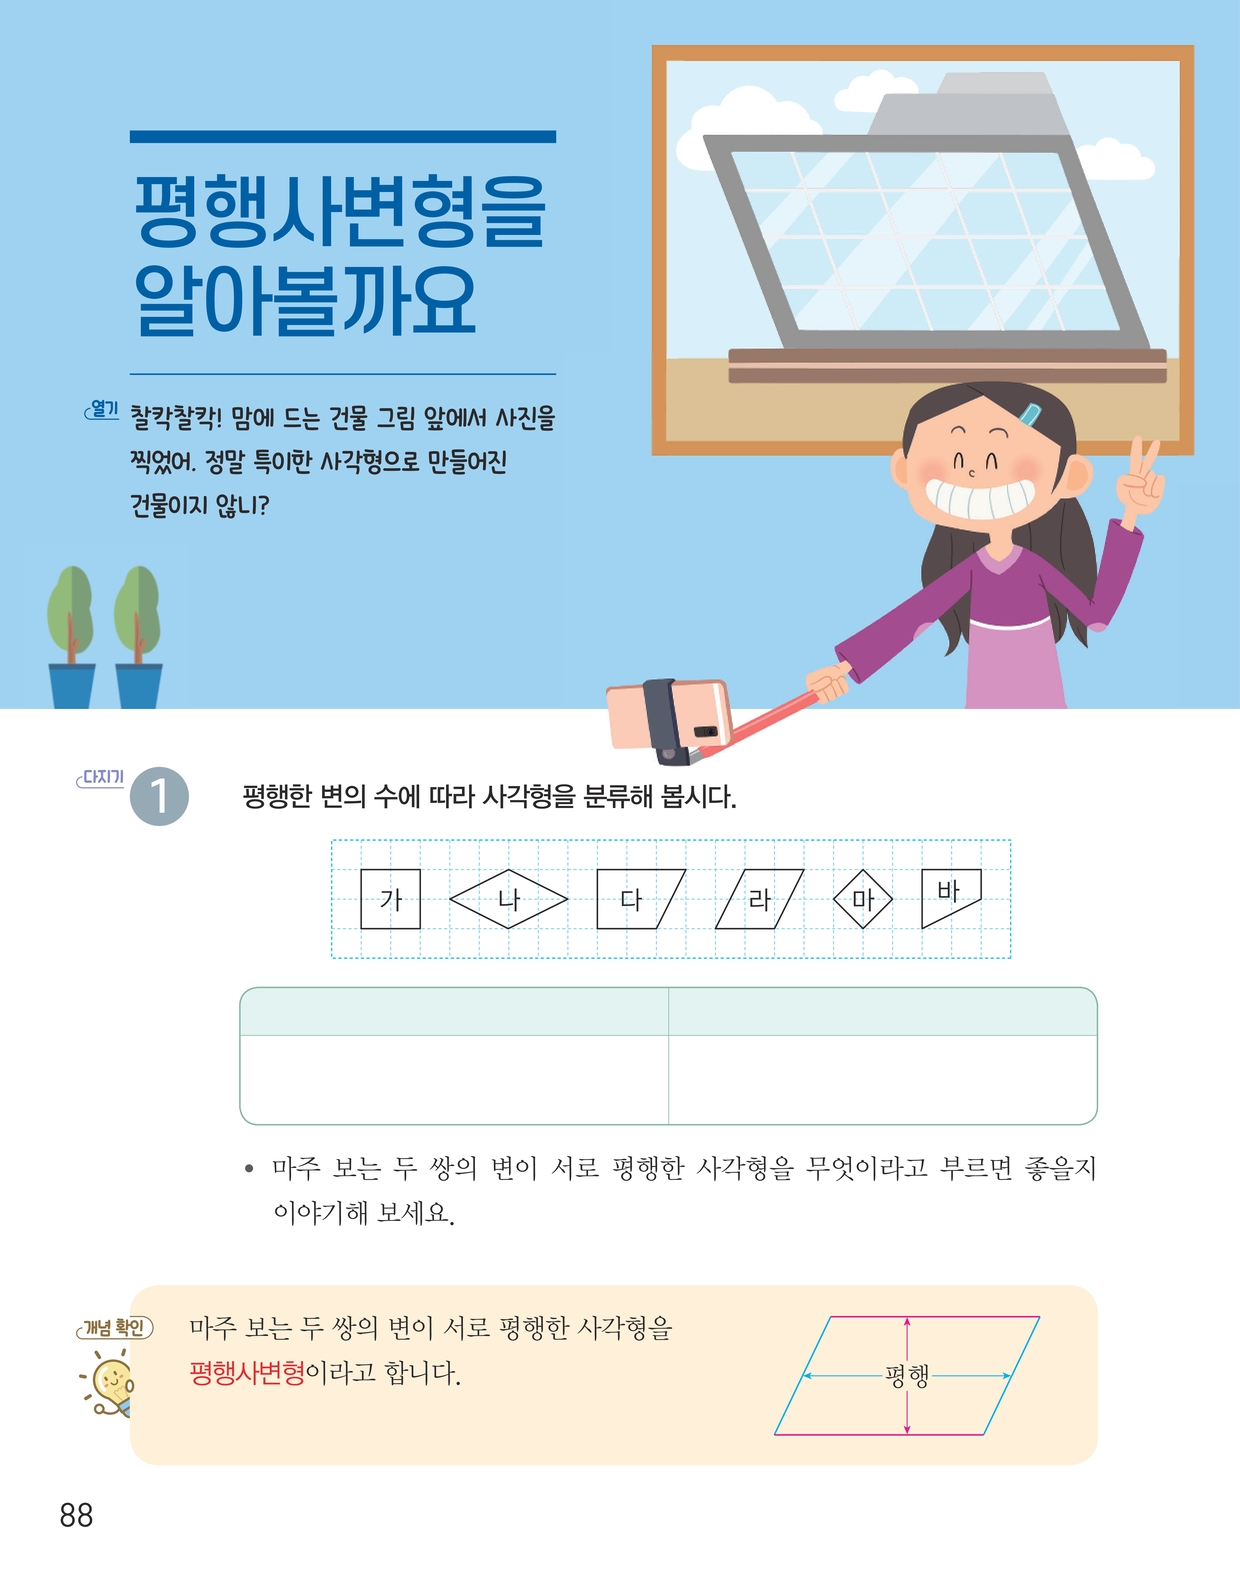 평행사변형을
알아볼까요
열기
찰칵찰칵! 맘에 드는 건물 그림 앞에서 사진을
찍었어. 정말 특이한 사각형으로 만들어진
건물이지 않니?
다지기
1
평행한 변의 수에 따라 사각형을 분류해 봅시다.
가 나 다 라 마 바
• 마주 보는 두 쌍의 변이 서로 평행한 사각형을 무엇이라고 부르면 좋을지
이야기해 보세요.
개념 확인
마주 보는 두 쌍의 변이 서로 평행한 사각형을
평행사변형이라고 합니다.
평행
88